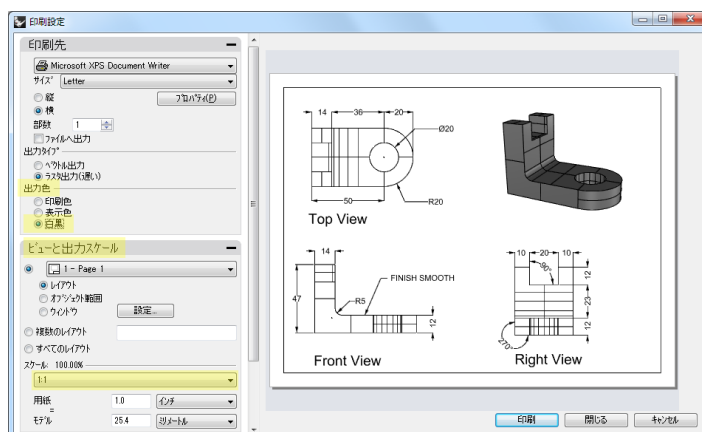 印刷設定
印刷先
Microsoft XPS Document Writer
サイズ Letter
縦
プロパティ(P)
横
部数 1
ファイルへ出力
出力タイプ
ベクトル出力
ラスタ出力(遅い)
出力色
印刷色
表示色
白黒
ビューと出力スケール
1 - Page 1
レイアウト
オブジェクト範囲
ウィンドウ
設定...
複数のレイアウト
すべてのレイアウト
スケール: 100.00%
1:1
用紙 1.0 インチ
=
モデル 25.4 ミリメートル
14
36
20
Ø20
50
R20
Top View
14
47
FINISH SMOOTH
R5
12
Front View
10
20
10
90°
12
23
12
270°
Right View
印刷
閉じる
キャンセル